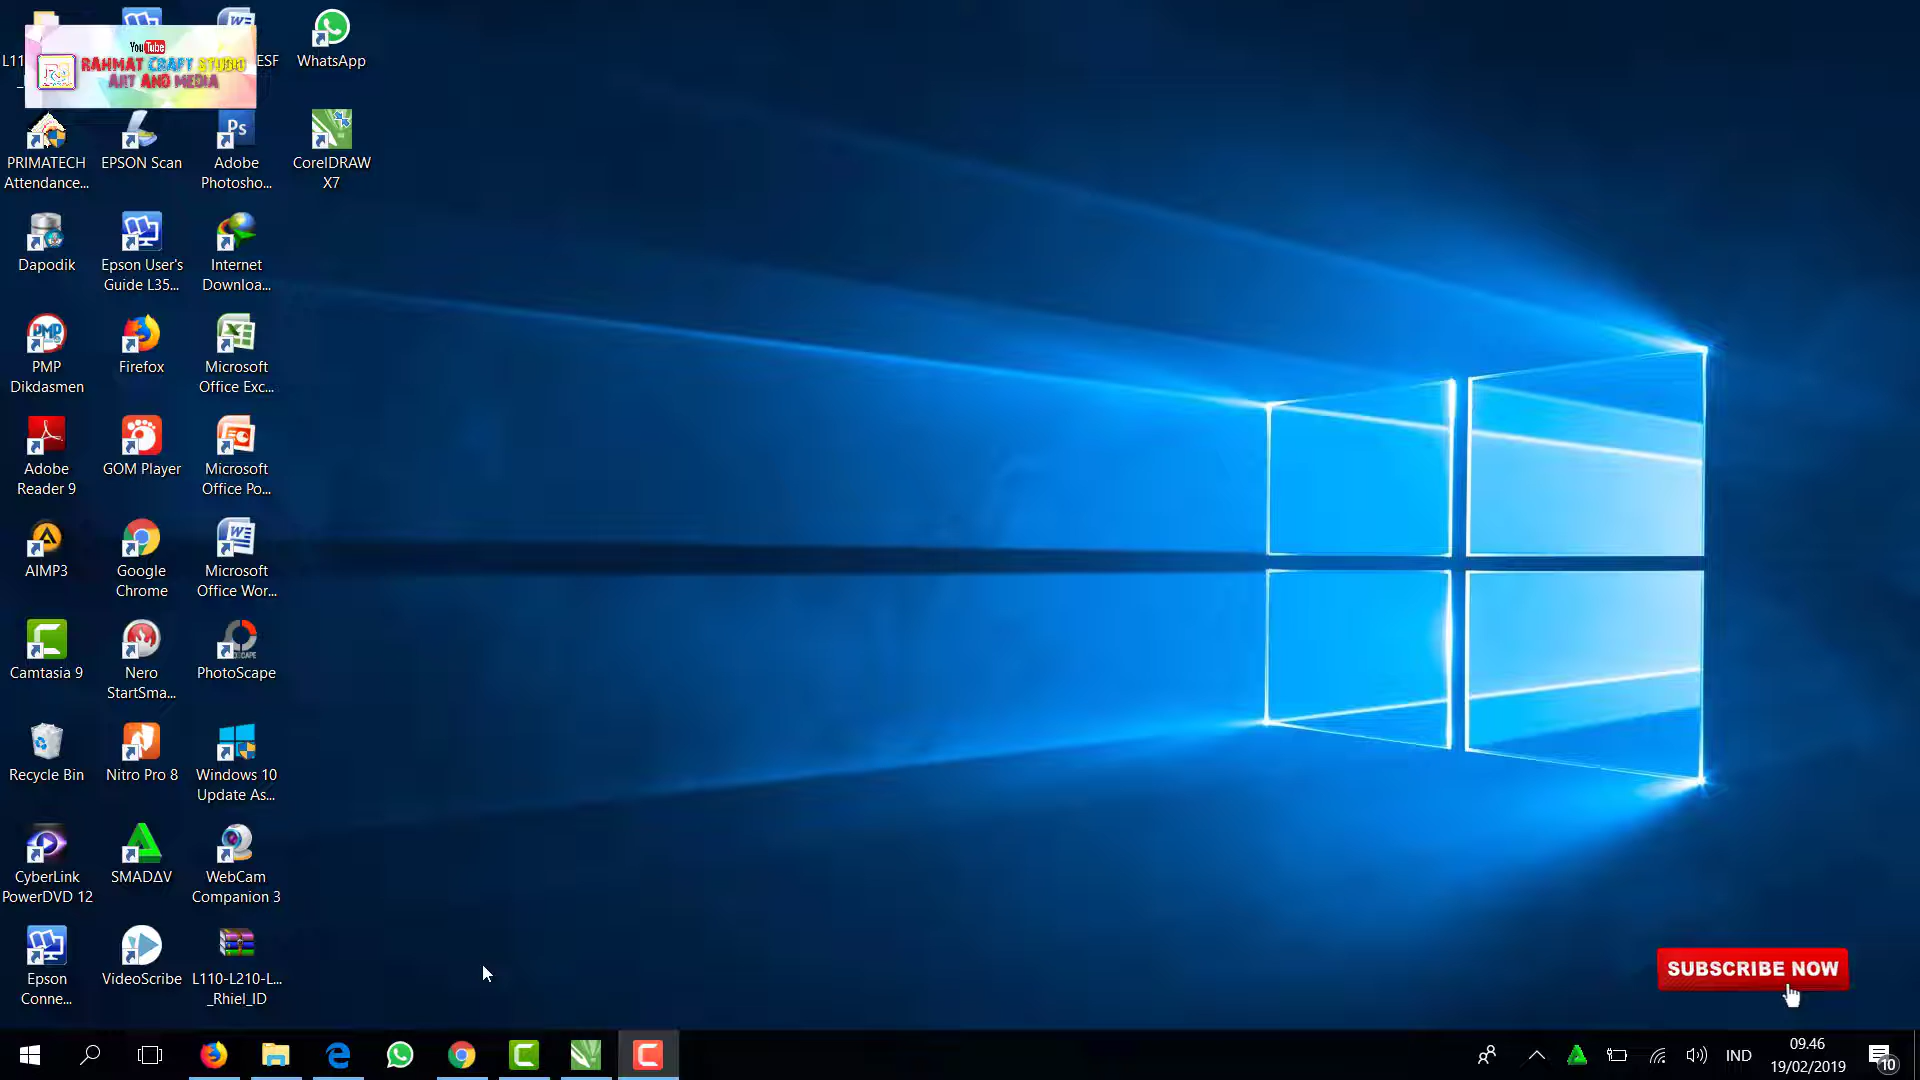 L11
_
You Tube
RAHMAT CRAFT STUDIO
ART AND MEDIA
ESF
WhatsApp
PRIMATECH
Attendance...
EPSON Scan
Ps
Adobe
Photosho...
CorelDRAW
X7
Dapodik
Epson User's
Guide L35...
Internet
Downloa...
PMP
PMP
Dikdasmen
Firefox
Microsoft
Office Exc...
Adobe
Reader 9
GOM Player
Microsoft
Office Po...
AIMP3
Google
Chrome
Microsoft
Office Wor...
Camtasia 9
Nero
StartSma...
PhotoScape
Recycle Bin
Nitro Pro 8
Windows 10
Update As...
CyberLink
PowerDVD 12
SMADΔV
WebCam
Companion 3
Epson
Conne...
VideoScribe
L110-L210-L...
_Rhiel_ID
SUBSCRIBE NOW
IND
09.46
19/02/2019
10